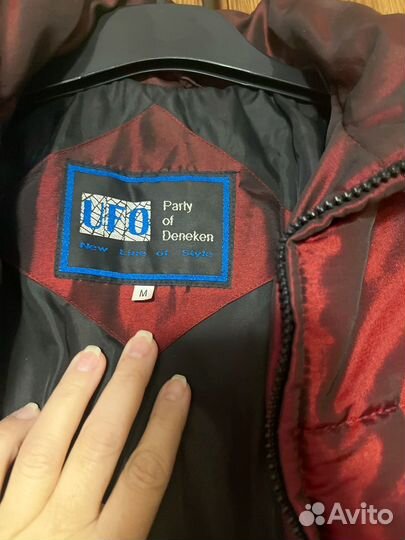 UFO
Party
of
Deneken
New Line of Style
M
Avito